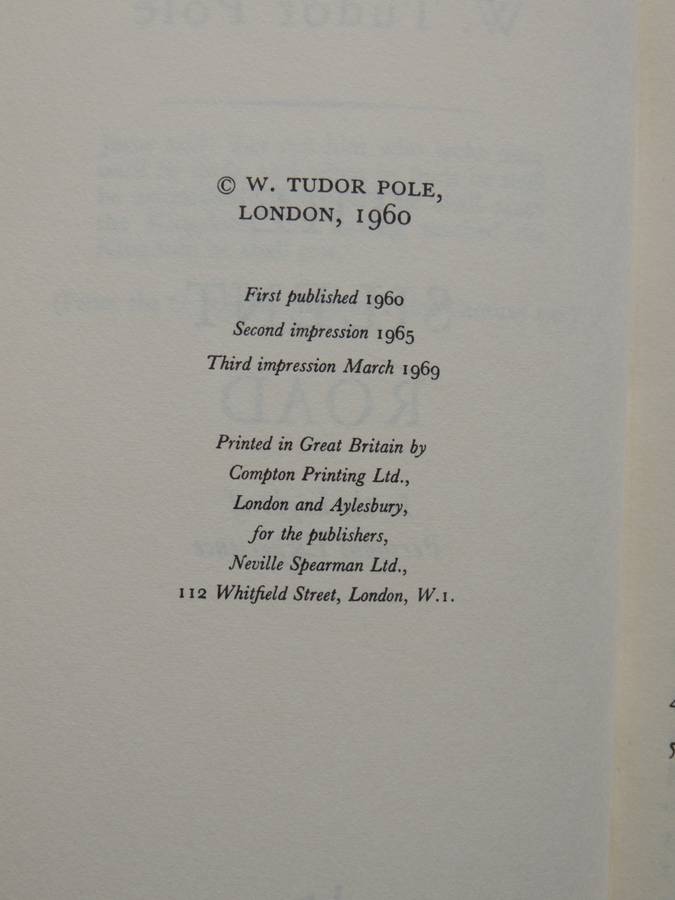 © W. TUDOR POLE,
LONDON, 1960
First published 1960
Second impression 1965
Third impression March 1969
Printed in Great Britain by
Compton Printing Ltd.,
London and Aylesbury,
for the publishers,
Neville Spearman Ltd.,
112 Whitfield Street, London, W.1.